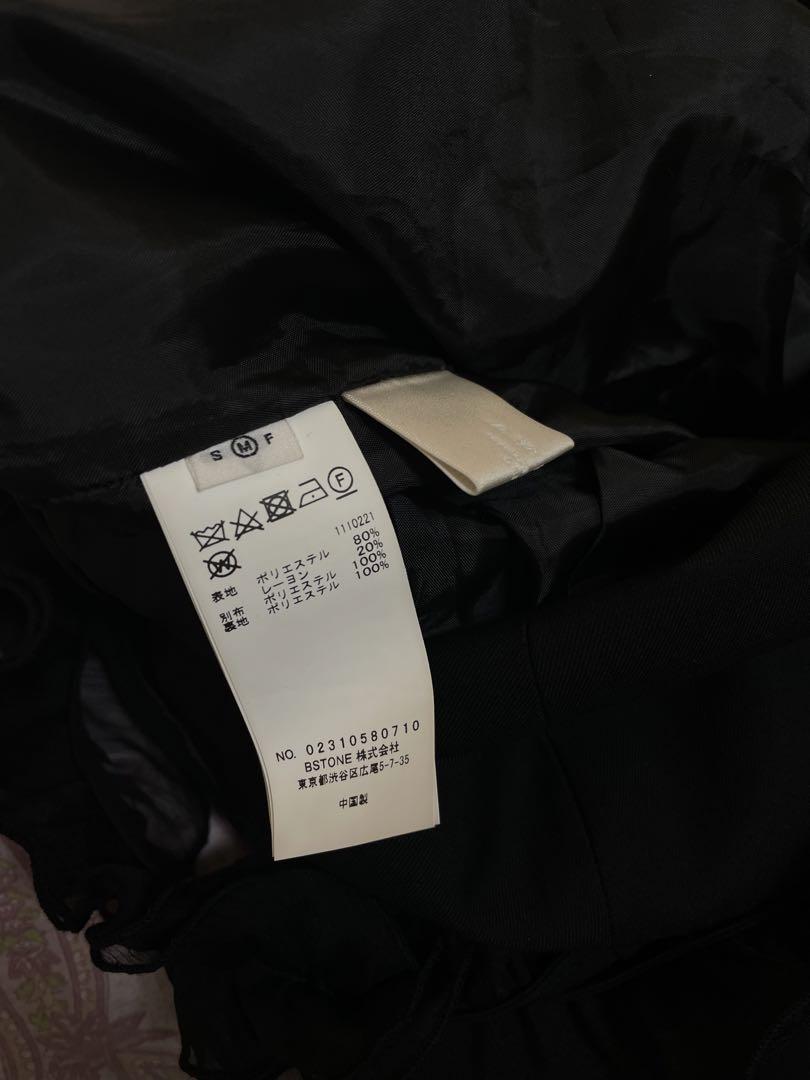 S M F
F
W
1110221
表地 ポリエステル 80%
レーヨン 20%
別布 ポリエステル 100%
裏地 ポリエステル 100%
NO. 02310580710
BSTONE 株式会社
東京都渋谷区広尾5-7-35
中国製